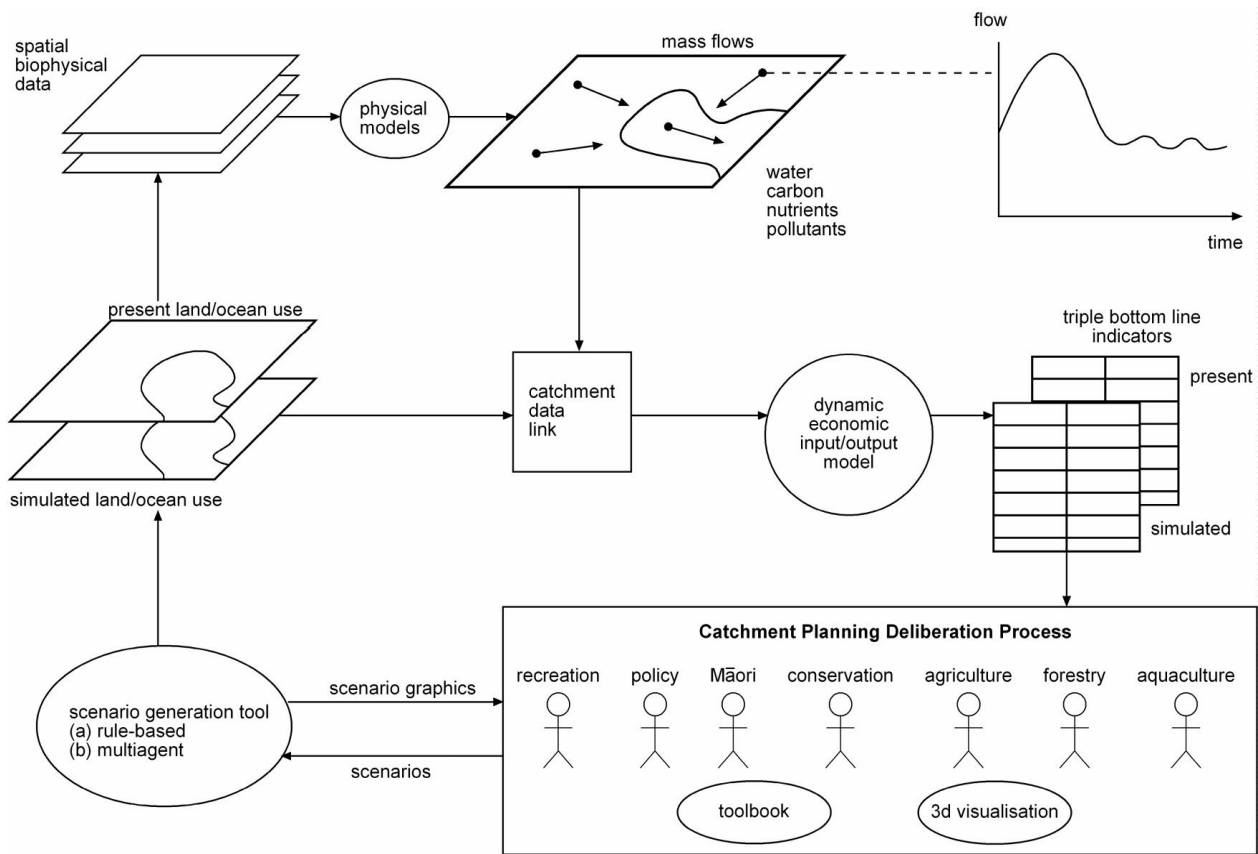 spatial
biophysical
data
physical
models
mass flows
flow
time
water
carbon
nutrients
pollutants
present land/ocean use
simulated land/ocean use
catchment
data
link
dynamic
economic
input/output
model
triple bottom line
indicators
present
simulated
scenario generation tool
(a) rule-based
(b) multiagent
scenario graphics
scenarios
Catchment Planning Deliberation Process
recreation policy Māori conservation agriculture forestry aquaculture
toolbook
3d visualisation